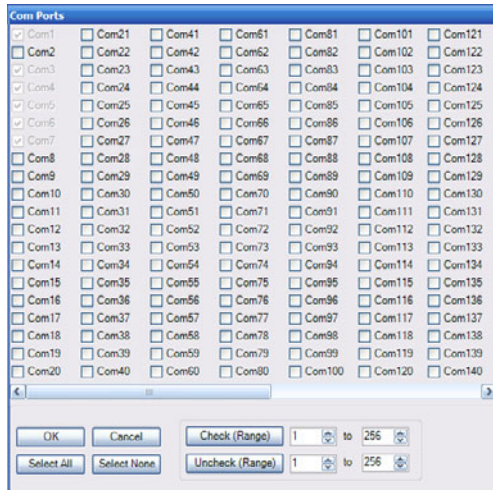 Com Ports
Com1 Com21 Com41 Com61 Com81 Com101 Com121
Com2 Com22 Com42 Com62 Com82 Com102 Com122
Com3 Com23 Com43 Com63 Com83 Com103 Com123
Com4 Com24 Com44 Com64 Com84 Com104 Com124
Com5 Com25 Com45 Com65 Com85 Com105 Com125
Com6 Com26 Com46 Com66 Com86 Com106 Com126
Com7 Com27 Com47 Com67 Com87 Com107 Com127
Com8 Com28 Com48 Com68 Com88 Com108 Com128
Com9 Com29 Com49 Com69 Com89 Com109 Com129
Com10 Com30 Com50 Com70 Com90 Com110 Com130
Com11 Com31 Com51 Com71 Com91 Com111 Com131
Com12 Com32 Com52 Com72 Com92 Com112 Com132
Com13 Com33 Com53 Com73 Com93 Com113 Com133
Com14 Com34 Com54 Com74 Com94 Com114 Com134
Com15 Com35 Com55 Com75 Com95 Com115 Com135
Com16 Com36 Com56 Com76 Com96 Com116 Com136
Com17 Com37 Com57 Com77 Com97 Com117 Com137
Com18 Com38 Com58 Com78 Com98 Com118 Com138
Com19 Com39 Com59 Com79 Com99 Com119 Com139
Com20 Com40 Com60 Com80 Com100 Com120 Com140
OK Cancel Check (Range) 1 to 256
Select All Select None Uncheck (Range) 1 to 256